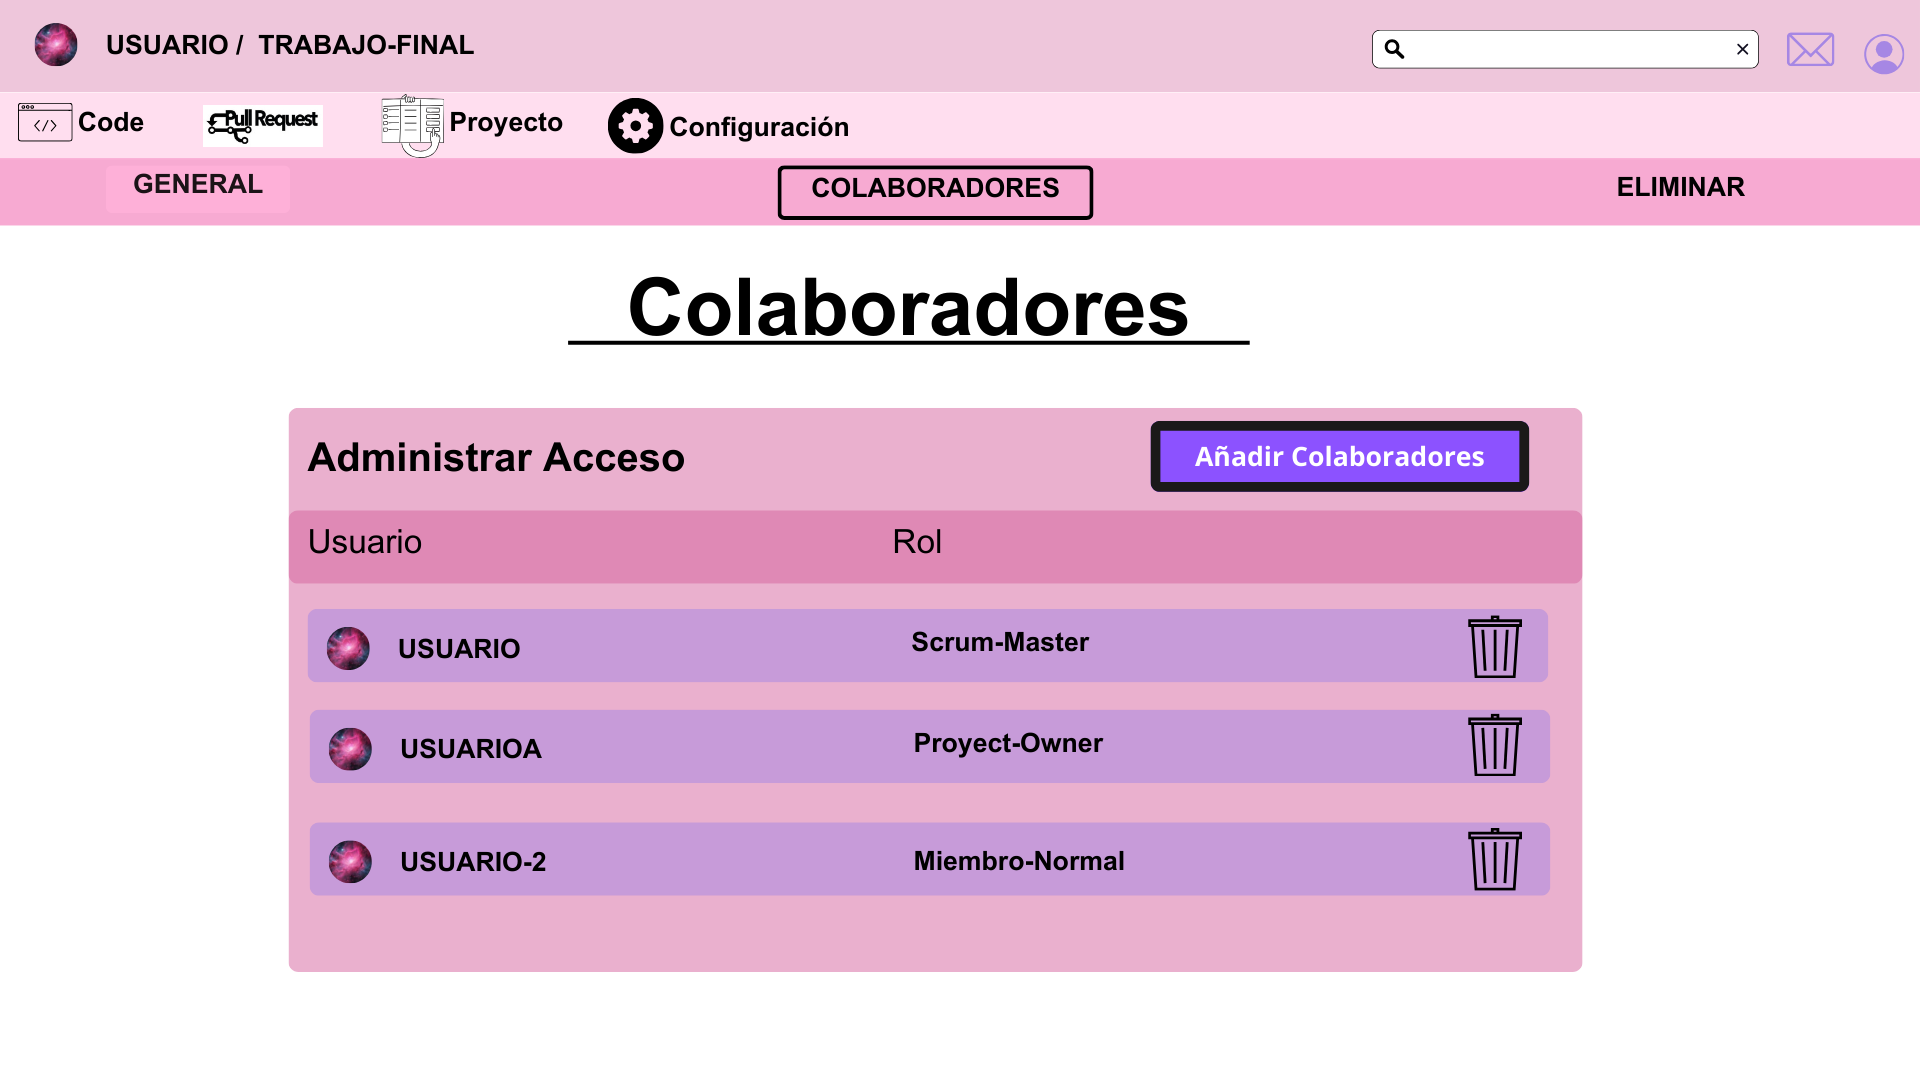 USUARIO / TRABAJO-FINAL
Code
Pull Request
Proyecto
Configuración
GENERAL
COLABORADORES
ELIMINAR
Colaboradores
Administrar Acceso
Añadir Colaboradores
Usuario Rol
USUARIO Scrum-Master
USUARIOA Proyect-Owner
USUARIO-2 Miembro-Normal